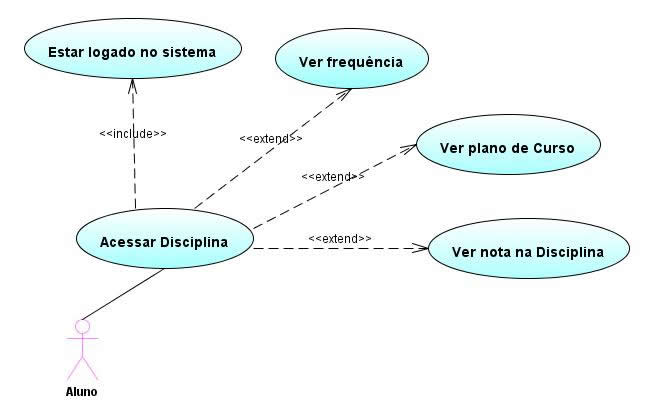 Estar logado no sistema
Ver frequência
<<include>>
<<extend>>
Ver plano de Curso
<<extend>>
Acessar Disciplina
<<extend>>
Ver nota na Disciplina
Aluno